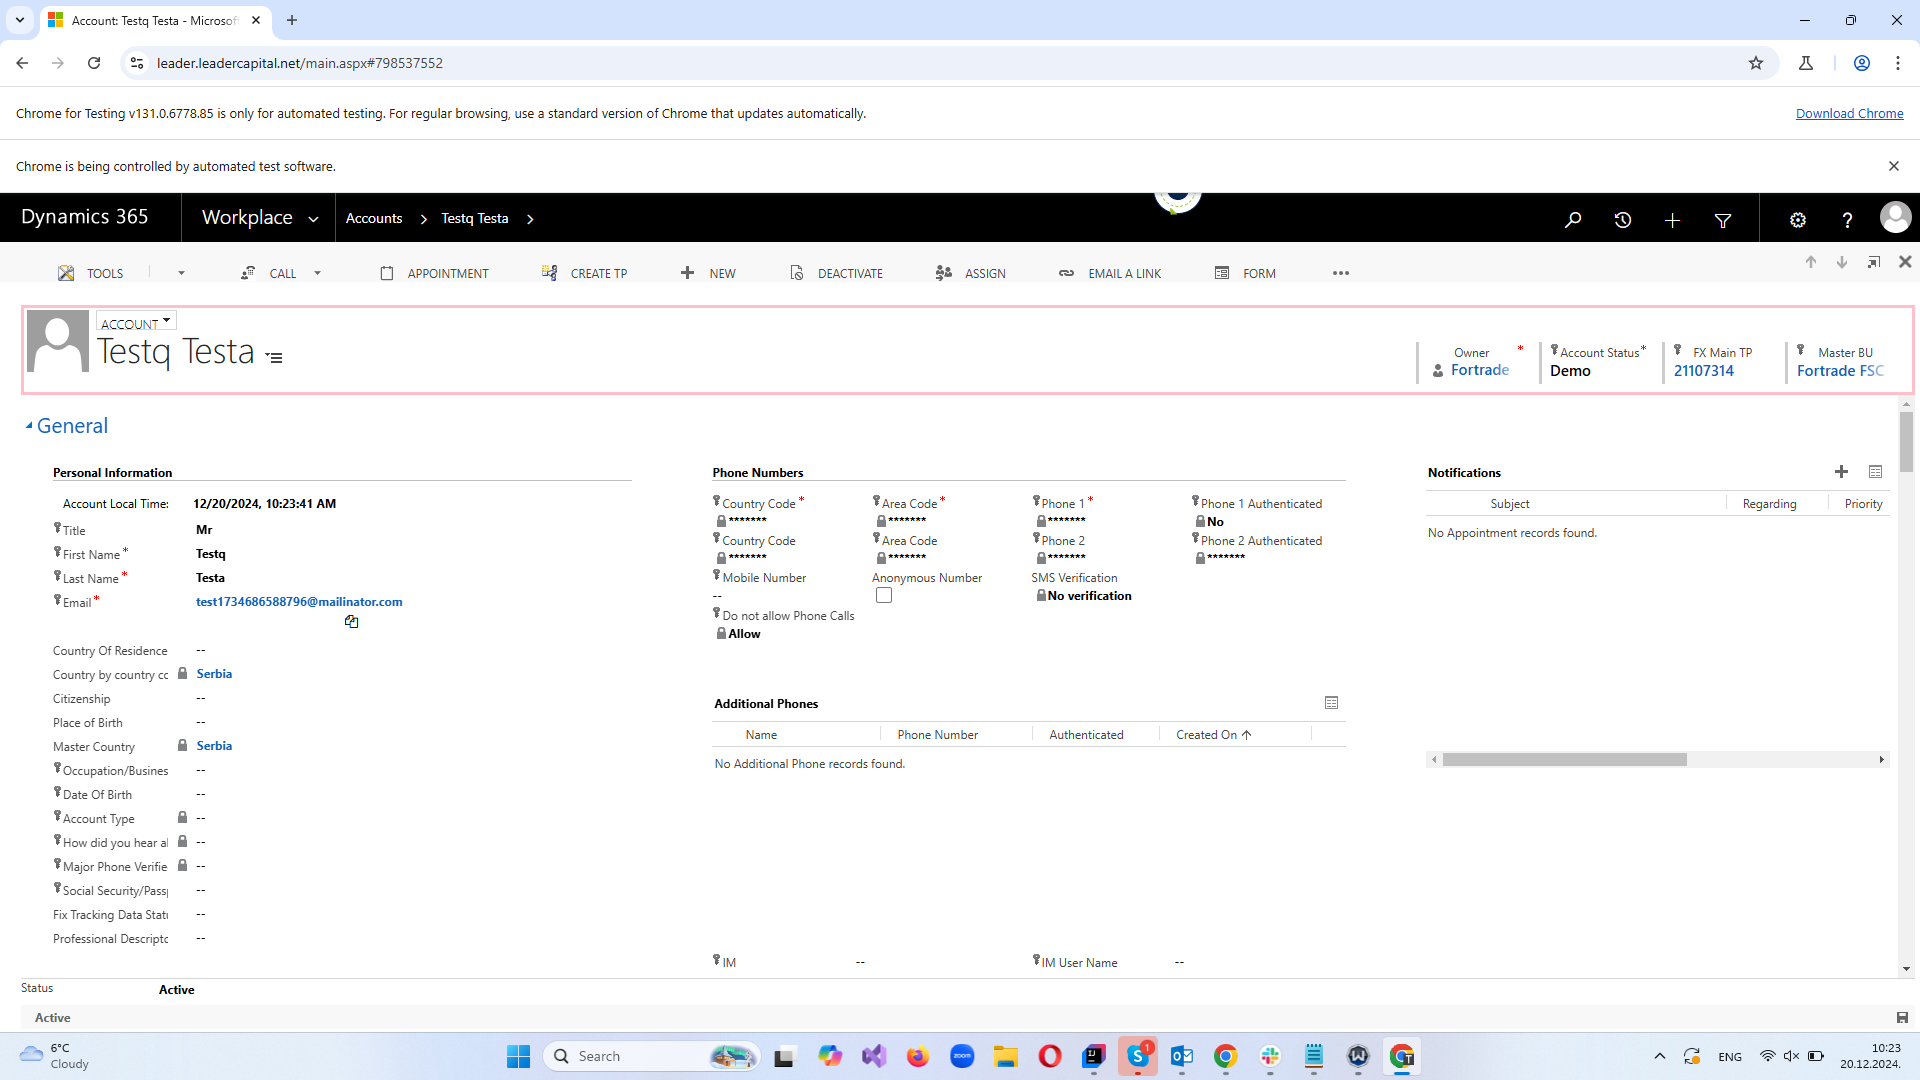 Account: Testq Testa - Microsof
leader.leadercapital.net/main.aspx#798537552
Chrome for Testing v131.0.6778.85 is only for automated testing. For regular browsing, use a standard version of Chrome that updates automatically.
Download Chrome
Chrome is being controlled by automated test software.
Dynamics 365
Workplace
Accounts
Testq Testa
TOOLS
CALL
APPOINTMENT
CREATE TP
NEW
DEACTIVATE
ASSIGN
EMAIL A LINK
FORM
ACCOUNT
Testq Testa
Owner *
Fortrade
Account Status *
Demo
FX Main TP
21107314
Master BU
Fortrade FSC
General
Personal Information
Account Local Time: 12/20/2024, 10:23:41 AM
Title Mr
First Name * Testq
Last Name * Testa
Email * test1734686588796@mailinator.com
Country Of Residence --
Country by country cc Serbia
Citizenship --
Place of Birth --
Master Country Serbia
Occupation/Busines --
Date Of Birth --
Account Type --
How did you hear a --
Major Phone Verifie --
Social Security/Pass --
Fix Tracking Data Stat --
Professional Descripto --
Phone Numbers
Country Code * Area Code * Phone 1 * Phone 1 Authenticated
******* ******* ******* No
Country Code Area Code Phone 2 Phone 2 Authenticated
******* ******* ******* *******
Mobile Number Anonymous Number SMS Verification
-- No verification
Do not allow Phone Calls
Allow
Additional Phones
Name Phone Number Authenticated Created On
No Additional Phone records found.
IM -- IM User Name --
Notifications
Subject Regarding Priority
No Appointment records found.
Status Active
Active
6°C
Cloudy
Search
zoom
1
ENG
10:23
20.12.2024.